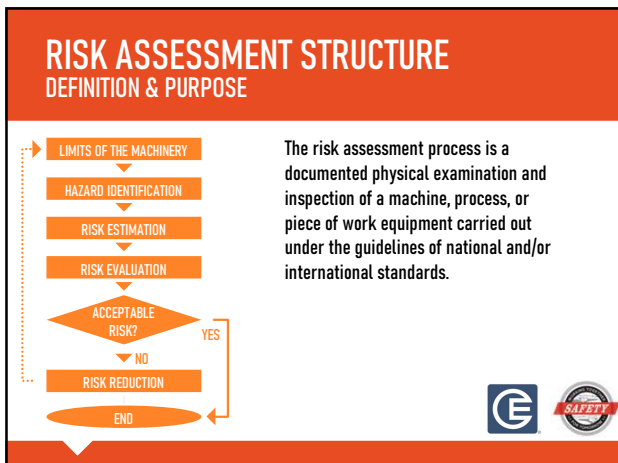 RISK ASSESSMENT STRUCTURE
DEFINITION & PURPOSE
LIMITS OF THE MACHINERY
HAZARD IDENTIFICATION
RISK ESTIMATION
RISK EVALUATION
ACCEPTABLE
RISK?
YES
NO
RISK REDUCTION
END
The risk assessment process is a
documented physical examination and
inspection of a machine, process, or
piece of work equipment carried out
under the guidelines of national and/or
international standards.
SAFETY